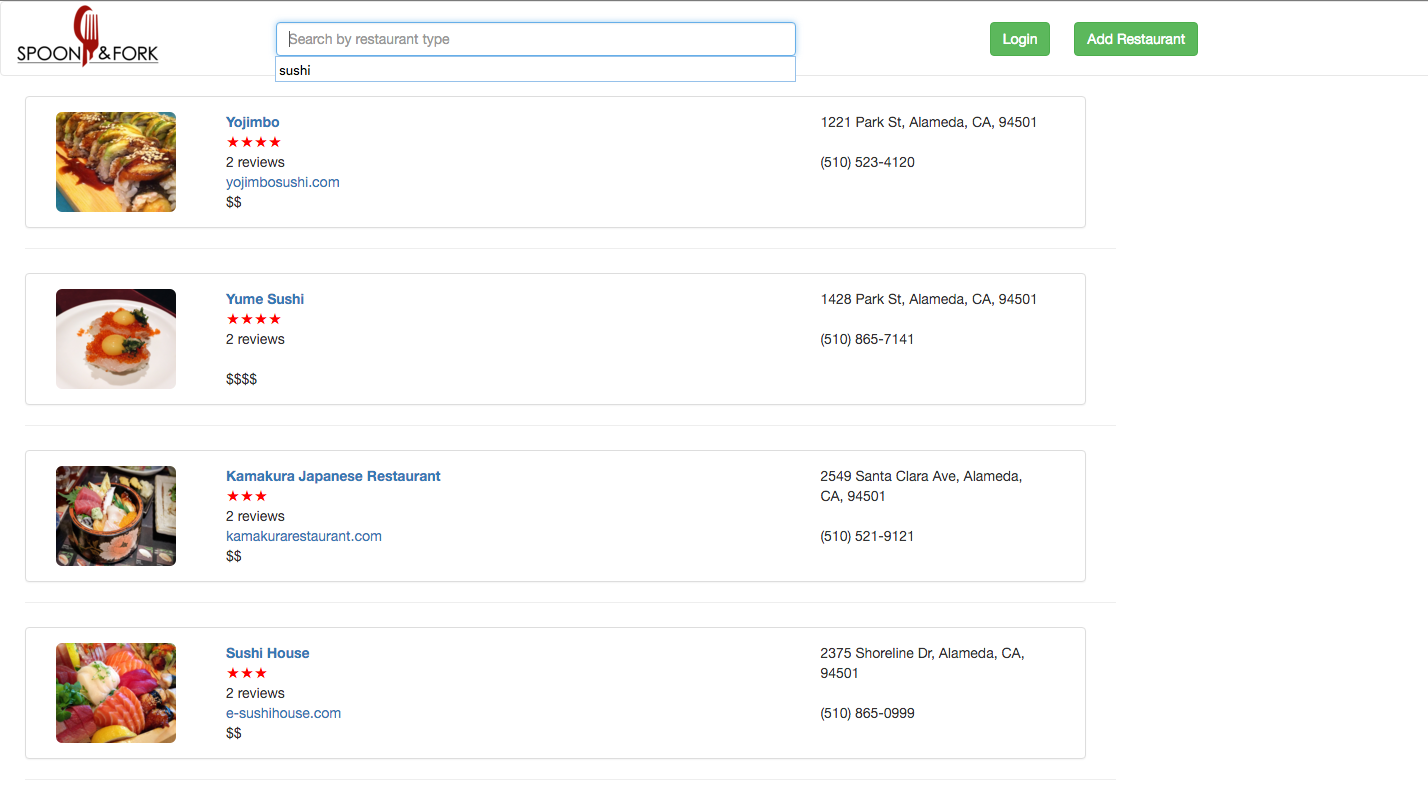 SPOON & FORK
Search by restaurant type
Login
Add Restaurant
sushi
Yojimbo
★★★★
2 reviews
yojimbosushi.com
$$
1221 Park St, Alameda, CA, 94501
(510) 523-4120
Yume Sushi
★★★★
2 reviews
$$$$
1428 Park St, Alameda, CA, 94501
(510) 865-7141
Kamakura Japanese Restaurant
★★★
2 reviews
kamakurarestaurant.com
$$
2549 Santa Clara Ave, Alameda,
CA, 94501
(510) 521-9121
Sushi House
★★★
2 reviews
e-sushihouse.com
$$
2375 Shoreline Dr, Alameda, CA,
94501
(510) 865-0999